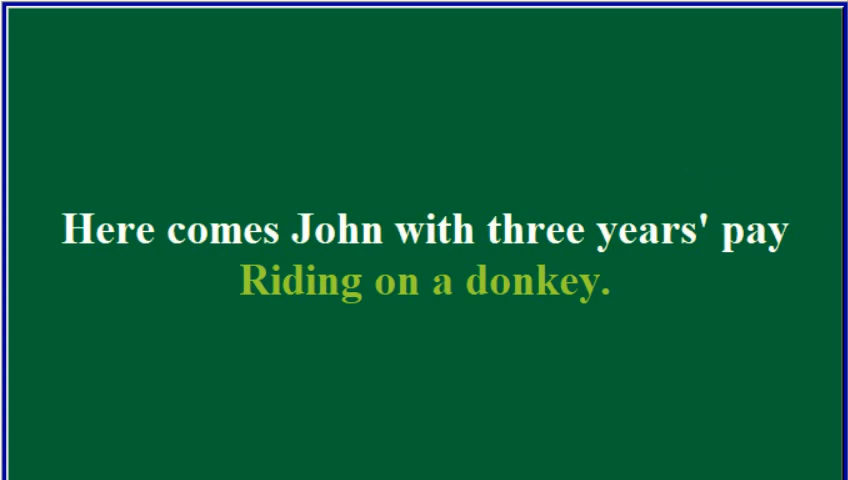 Here comes John with three years' pay
Riding on a donkey.